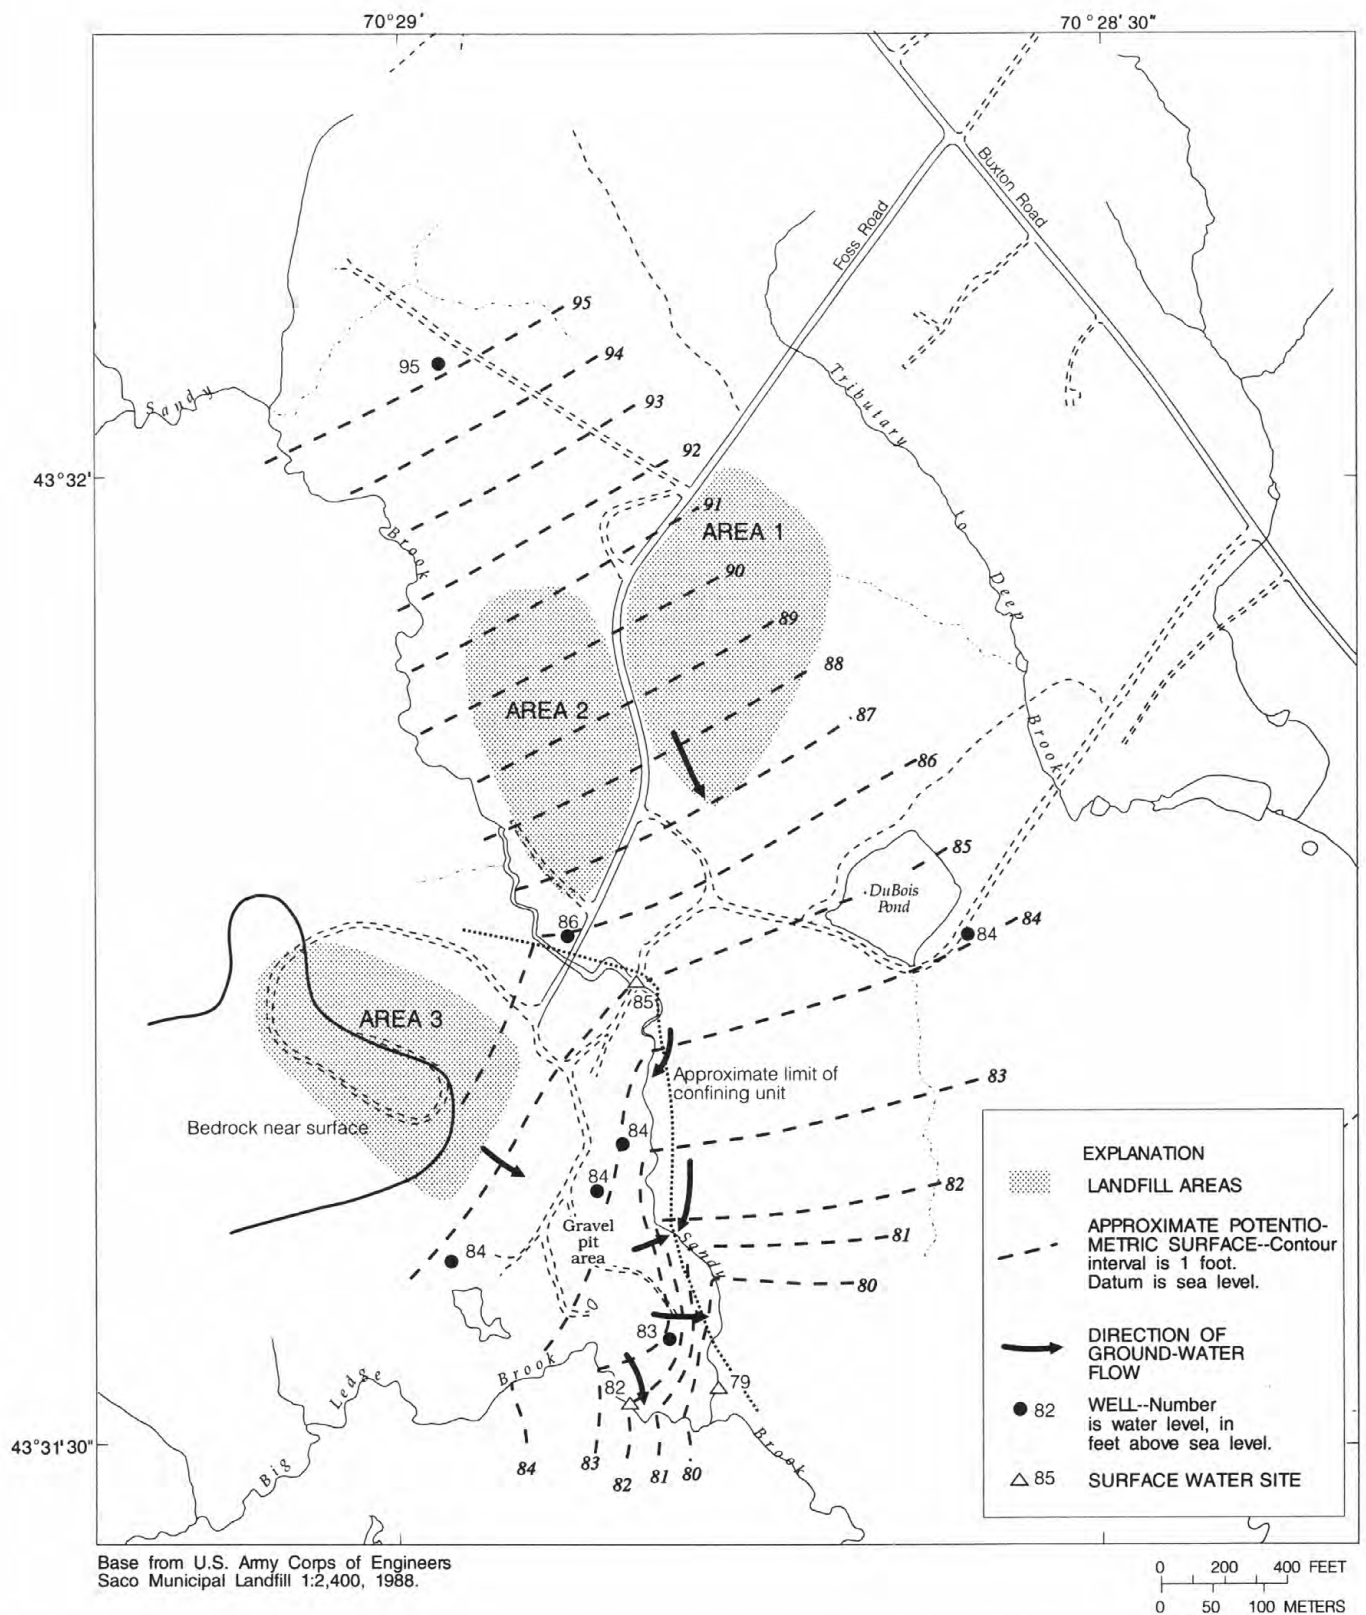 70°29'
70°28'30"
Buxton Road
Foss Road
95
94
95
Tributary
Sandy
93
92
43°32'
91
AREA 1
to
Brook
90
Deep
89
88
AREA 2
87
Brook
86
85
DuBois
Pond
86
84
84
85
AREA 3
Approximate limit of
confining unit
83
Bedrock near surface
84
84
82
Gravel
pit
area
81
Sandy
84
80
83
Brook
Ledge
82
79
Brook
Big
84
83
82
81
80
43°31'30"
EXPLANATION
LANDFILL AREAS
APPROXIMATE POTENTIO-
METRIC SURFACE--Contour
interval is 1 foot.
Datum is sea level.
DIRECTION OF
GROUND-WATER
FLOW
82 WELL--Number
is water level, in
feet above sea level.
85 SURFACE WATER SITE
Base from U.S. Army Corps of Engineers
Saco Municipal Landfill 1:2,400, 1988.
0 200 400 FEET
0 50 100 METERS